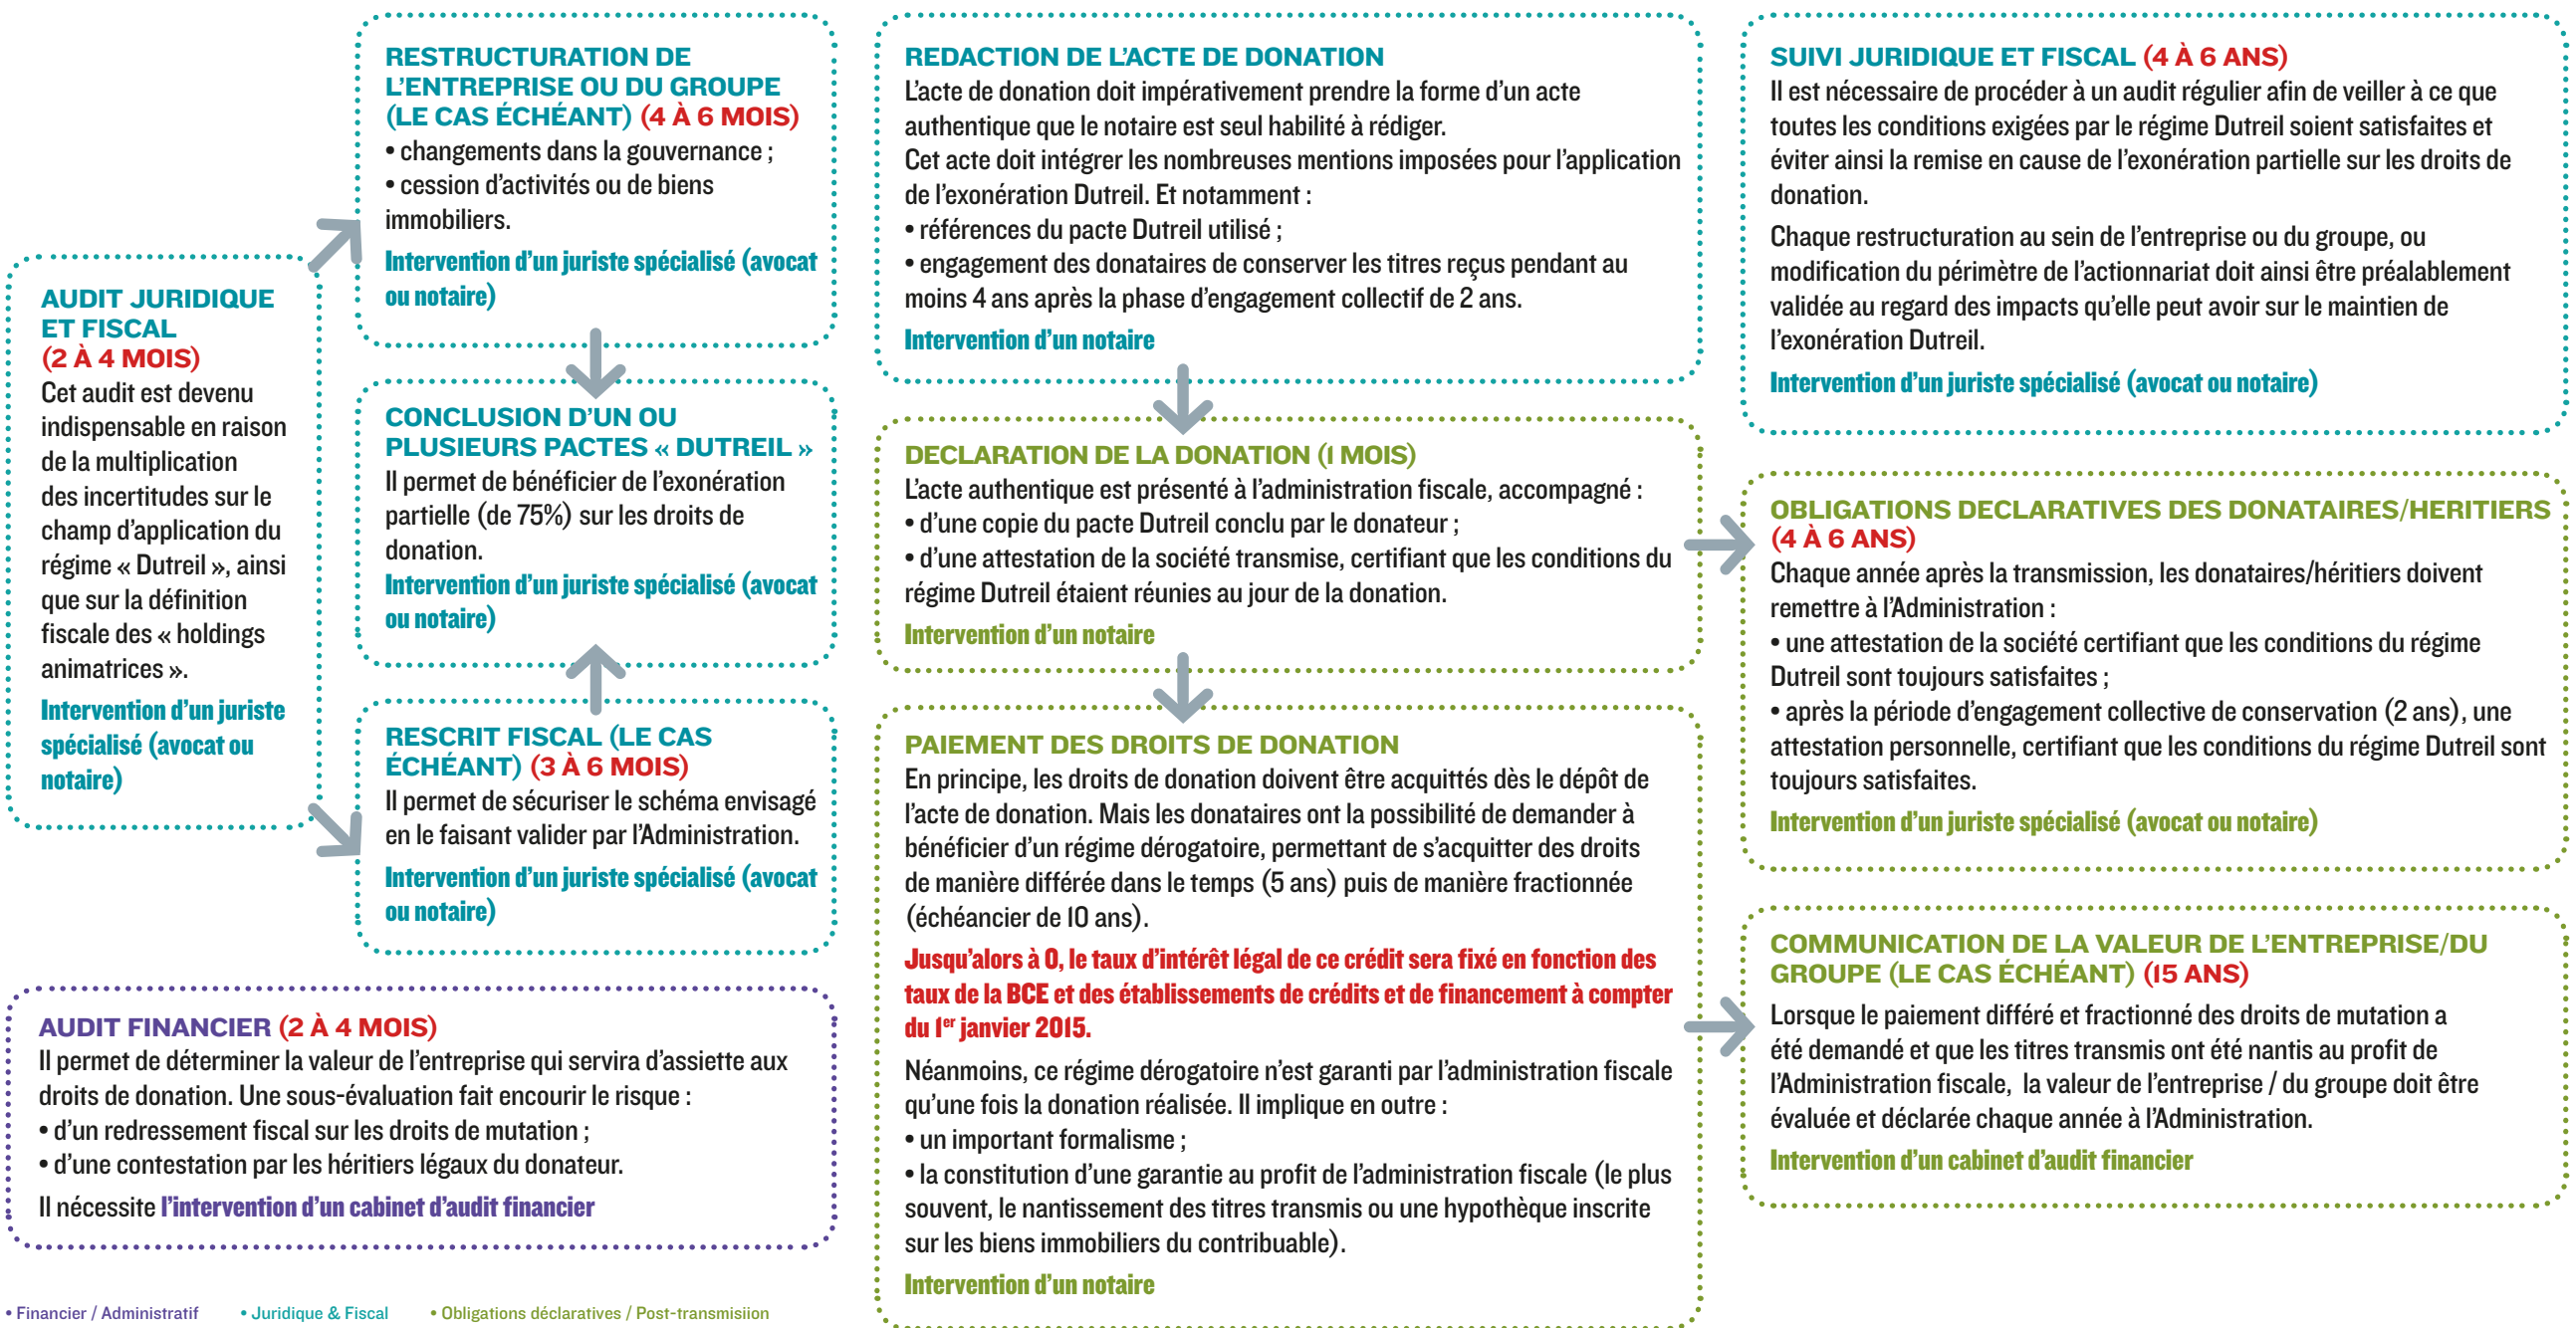 AUDIT JURIDIQUE
ET FISCAL
(2 À 4 MOIS)
Cet audit est devenu
indispensable en raison
de la multiplication
des incertitudes sur le
champ d’application du
régime « Dutreil », ainsi
que sur la définition
fiscale des « holdings
animatrices ».
Intervention d’un juriste
spécialisé (avocat ou
notaire)
RESTRUCTURATION DE
L’ENTREPRISE OU DU GROUPE
(LE CAS ÉCHÉANT) (4 À 6 MOIS)
• changements dans la gouvernance ;
• cession d’activités ou de biens
immobiliers.
Intervention d’un juriste spécialisé (avocat
ou notaire)
CONCLUSION D’UN OU
PLUSIEURS PACTES « DUTREIL »
Il permet de bénéficier de l’exonération
partielle (de 75%) sur les droits de
donation.
Intervention d’un juriste spécialisé (avocat
ou notaire)
RESCRIT FISCAL (LE CAS
ÉCHÉANT) (3 À 6 MOIS)
Il permet de sécuriser le schéma envisagé
en le faisant valider par l’Administration.
Intervention d’un juriste spécialisé (avocat
ou notaire)
AUDIT FINANCIER (2 À 4 MOIS)
Il permet de déterminer la valeur de l’entreprise qui servira d’assiette aux
droits de donation. Une sous-évaluation fait encourir le risque :
• d’un redressement fiscal sur les droits de mutation ;
• d’une contestation par les héritiers légaux du donateur.
Il nécessite l’intervention d’un cabinet d’audit financier
REDACTION DE L’ACTE DE DONATION
L’acte de donation doit impérativement prendre la forme d’un acte
authentique que le notaire est seul habilité à rédiger.
Cet acte doit intégrer les nombreuses mentions imposées pour l’application
de l’exonération Dutreil. Et notamment :
• références du pacte Dutreil utilisé ;
• engagement des donataires de conserver les titres reçus pendant au
moins 4 ans après la phase d’engagement collectif de 2 ans.
Intervention d’un notaire
DECLARATION DE LA DONATION (1 MOIS)
L’acte authentique est présenté à l’administration fiscale, accompagné :
• d’une copie du pacte Dutreil conclu par le donateur ;
• d’une attestation de la société transmise, certifiant que les conditions du
régime Dutreil étaient réunies au jour de la donation.
Intervention d’un notaire
PAIEMENT DES DROITS DE DONATION
En principe, les droits de donation doivent être acquittés dès le dépôt de
l’acte de donation. Mais les donataires ont la possibilité de demander à
bénéficier d’un régime dérogatoire, permettant de s’acquitter des droits
de manière différée dans le temps (5 ans) puis de manière fractionnée
(échéancier de 10 ans).
Jusqu’alors à 0, le taux d’intérêt légal de ce crédit sera fixé en fonction des
taux de la BCE et des établissements de crédits et de financement à compter
du 1er janvier 2015.
Néanmoins, ce régime dérogatoire n’est garanti par l’administration fiscale
qu’une fois la donation réalisée. Il implique en outre :
• un important formalisme ;
• la constitution d’une garantie au profit de l’administration fiscale (le plus
souvent, le nantissement des titres transmis ou une hypothèque inscrite
sur les biens immobiliers du contribuable).
Intervention d’un notaire
SUIVI JURIDIQUE ET FISCAL (4 À 6 ANS)
Il est nécessaire de procéder à un audit régulier afin de veiller à ce que
toutes les conditions exigées par le régime Dutreil soient satisfaites et
éviter ainsi la remise en cause de l’exonération partielle sur les droits de
donation.
Chaque restructuration au sein de l’entreprise ou du groupe, ou
modification du périmètre de l’actionnariat doit ainsi être préalablement
validée au regard des impacts qu’elle peut avoir sur le maintien de
l’exonération Dutreil.
Intervention d’un juriste spécialisé (avocat ou notaire)
OBLIGATIONS DECLARATIVES DES DONATAIRES/HERITIERS
(4 À 6 ANS)
Chaque année après la transmission, les donataires/héritiers doivent
remettre à l’Administration :
• une attestation de la société certifiant que les conditions du régime
Dutreil sont toujours satisfaites ;
• après la période d’engagement collective de conservation (2 ans), une
attestation personnelle, certifiant que les conditions du régime Dutreil sont
toujours satisfaites.
Intervention d’un juriste spécialisé (avocat ou notaire)
COMMUNICATION DE LA VALEUR DE L’ENTREPRISE/DU
GROUPE (LE CAS ÉCHÉANT) (15 ANS)
Lorsque le paiement différé et fractionné des droits de mutation a
été demandé et que les titres transmis ont été nantis au profit de
l’Administration fiscale, la valeur de l’entreprise / du groupe doit être
évaluée et déclarée chaque année à l’Administration.
Intervention d’un cabinet d’audit financier
• Financier / Administratif • Juridique & Fiscal • Obligations déclaratives / Post-transmisiion